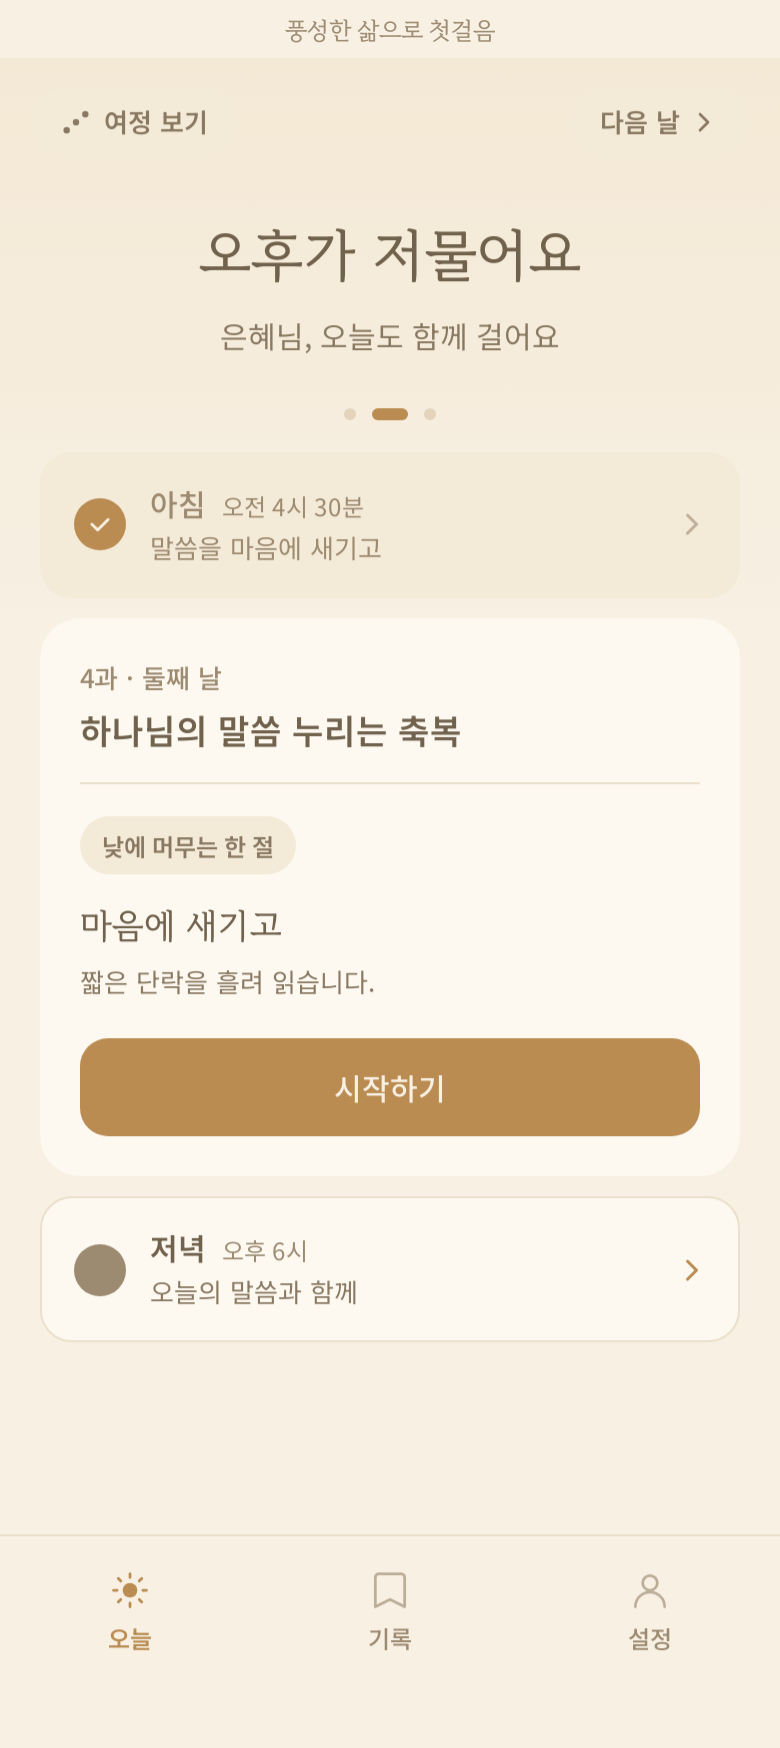 풍성한 삶으로 첫걸음
여정 보기
다음 날
오후가 저물어요
은혜님, 오늘도 함께 걸어요
아침 오전 4시 30분
말씀을 마음에 새기고
4과 · 둘째 날
하나님의 말씀 누리는 축복
낮에 머무는 한 절
마음에 새기고
짧은 단락을 흘려 읽습니다.
시작하기
저녁 오후 6시
오늘의 말씀과 함께
오늘
기록
설정